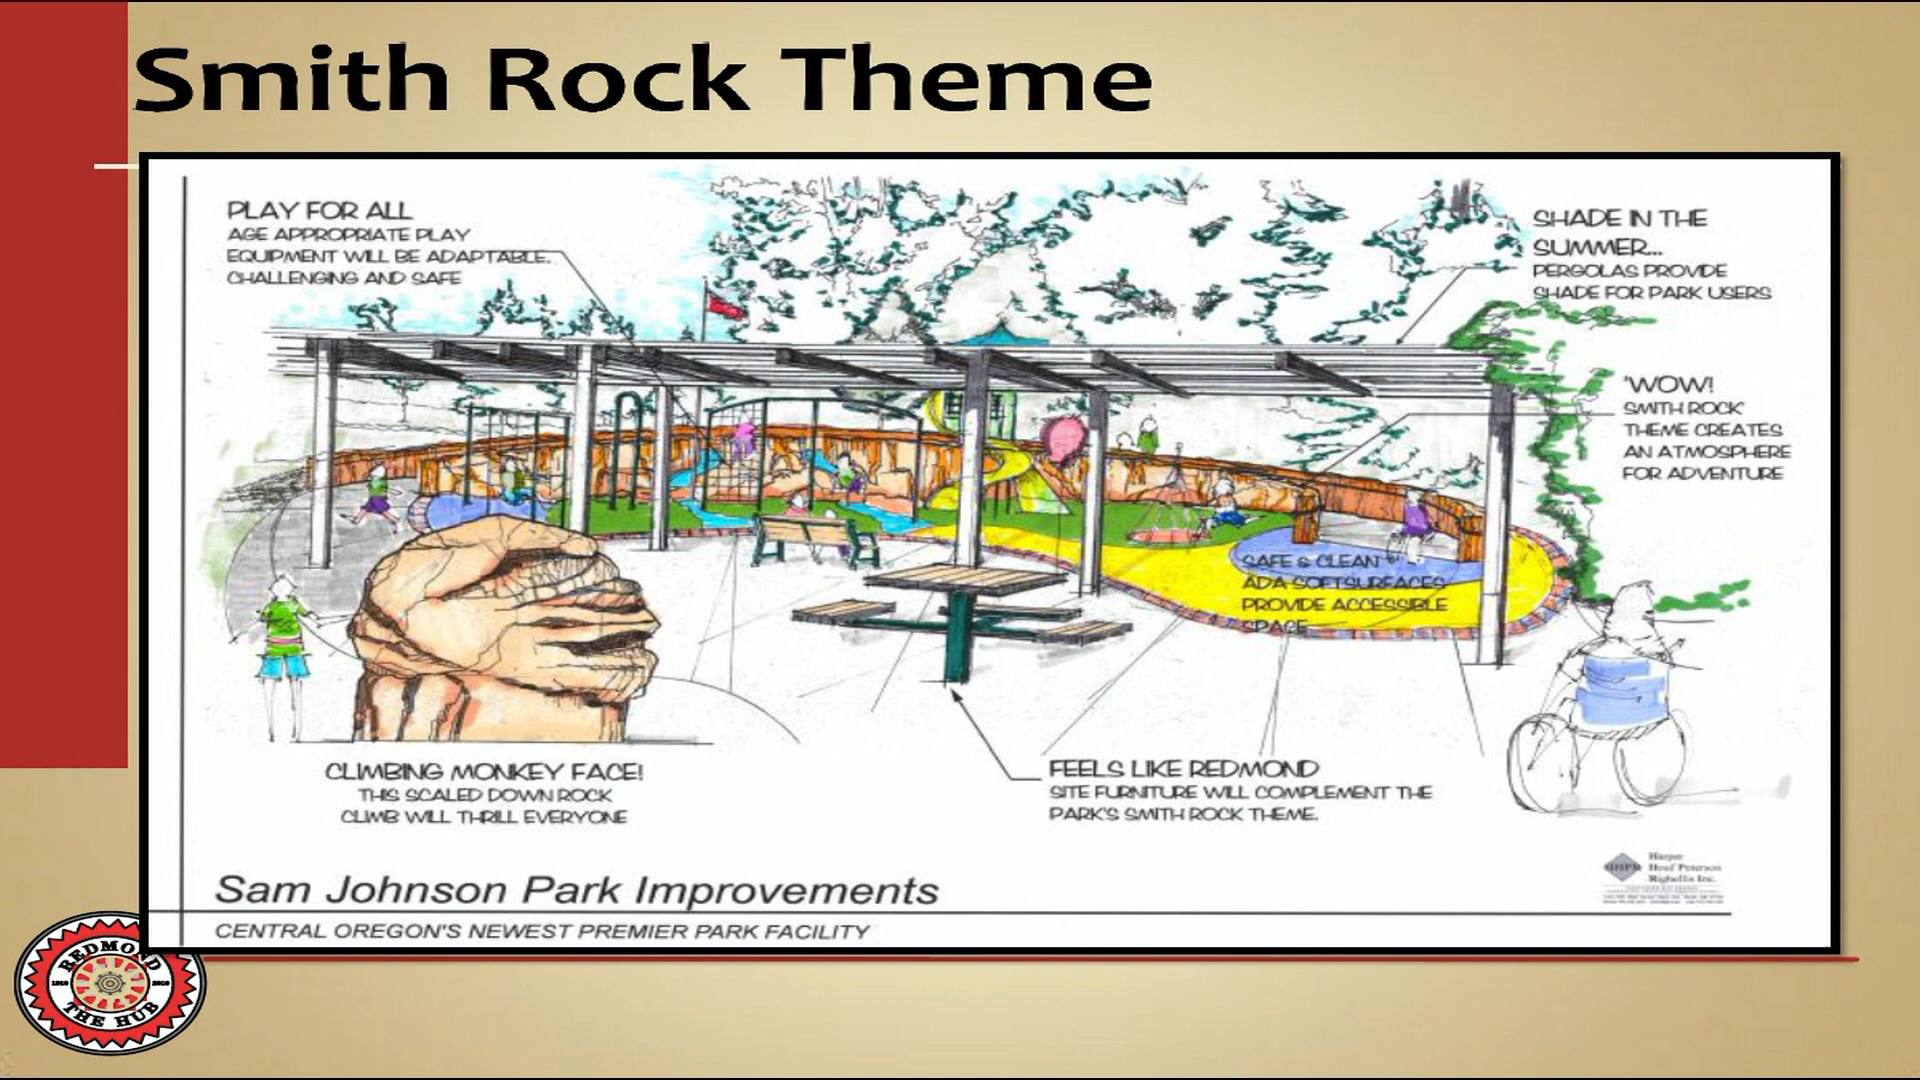 Smith Rock Theme
PLAY FOR ALL
AGE APPROPRIATE PLAY
EQUIPMENT WILL BE ADAPTABLE,
CHALLENGING AND SAFE
SHADE IN THE
SUMMER...
PERGOLAS PROVIDE
SHADE FOR PARK USERS
'WOW!
SMITH ROCK'
THEME CREATES
AN ATMOSPHERE
FOR ADVENTURE
SAFE & CLEAN
ADA SOFTSURFACES
PROVIDE ACCESSIBLE
SPACE
CLIMBING MONKEY FACE!
THIS SCALED DOWN ROCK
CLIMB WILL THRILL EVERYONE
FEELS LIKE REDMOND
SITE FURNITURE WILL COMPLEMENT THE
PARK'S SMITH ROCK THEME.
Sam Johnson Park Improvements
CENTRAL OREGON'S NEWEST PREMIER PARK FACILITY
HHPR
Harper
Houf Peterson
Righellis Inc.
REDMOND
1910 2010
THE HUB